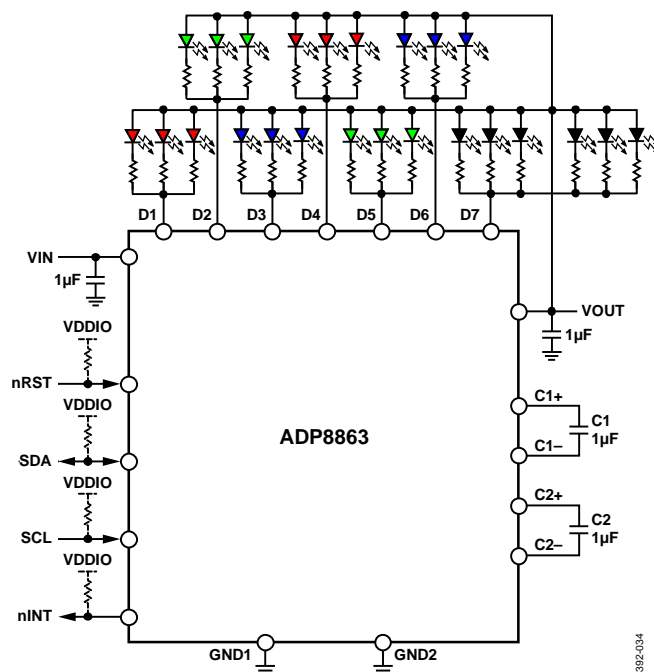 D1
D2
D3
D4
D5
D6
D7
VIN
1µF
VDDIO
nRST
VDDIO
SDA
VDDIO
SCL
VDDIO
nINT
ADP8863
VOUT
1µF
C1+
C1
1µF
C1–
C2+
C2
1µF
C2–
GND1
GND2
392-034